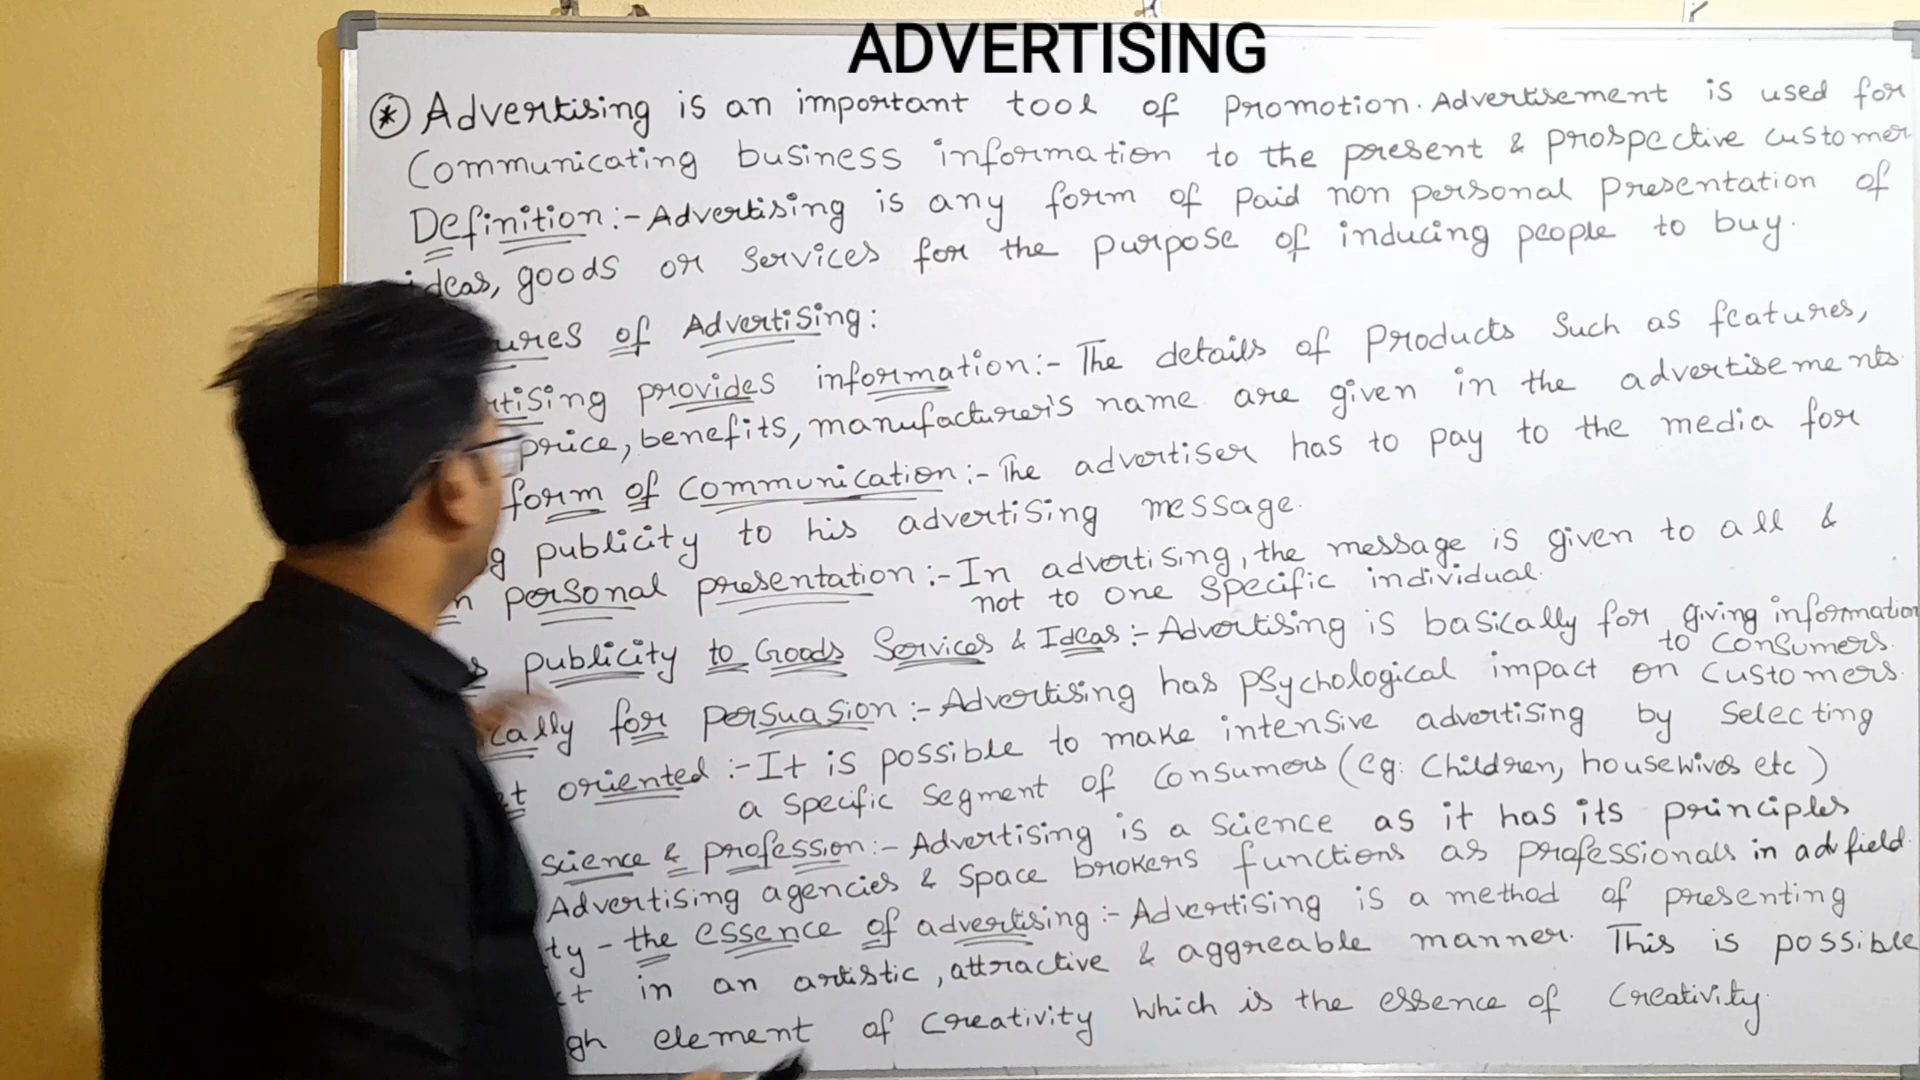 ADVERTISING
* Advertising is an important tool of promotion. Advertisement is used for
Communicating business information to the present & prospective customer
Definition:- Advertising is any form of paid non personal presentation of
ideas, goods or services for the purpose of inducing people to buy.
ures of Advertising:
rtising provides information:- The details of products such as features,
price, benefits, manufacturer's name are given in the advertisements
form of communication:- The advertiser has to pay to the media for
g publicity to his advertising message.
n personal presentation:- In advertising, the message is given to all &
not to one specific individual.
s publicity to Goods Services & Ideas:- Advertising is basically for giving information
to consumers.
ically for persuasion:- Advertising has psychological impact on customers.
et oriented:- It is possible to make intensive advertising by selecting
a specific segment of consumers (eg: children, housewives etc)
Science & profession:- Advertising is a science as it has its principles
Advertising agencies & space brokers functions as professionals in adv field.
ty - the essence of advertising:- Advertising is a method of presenting
ct in an artistic, attractive & aggreable manner. This is possible
gh element of creativity which is the essence of creativity.